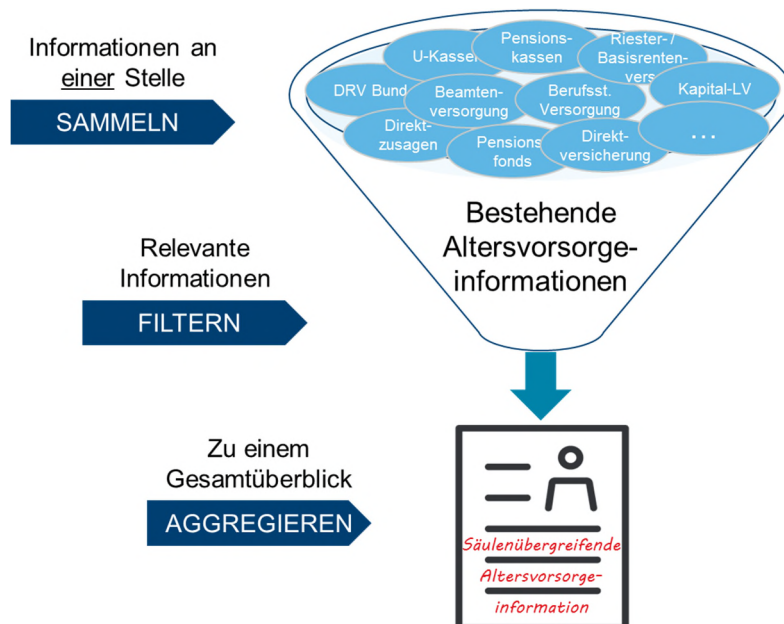 Informationen an
einer Stelle
SAMMELN
Relevante
Informationen
FILTERN
Zu einem
Gesamtüberblick
AGGREGIEREN
U-Kassen
Pensions-
kassen
Riester- /
Basisrenten-
vers.
DRV Bund
Beamten-
versorgung
Berufsst.
Versorgung
Kapital-LV
Direkt-
zusagen
Pensions
fonds
Direkt-
versicherung
...
Bestehende
Altersvorsorge-
informationen
Säulenübergreifende
Altersvorsorge-
information